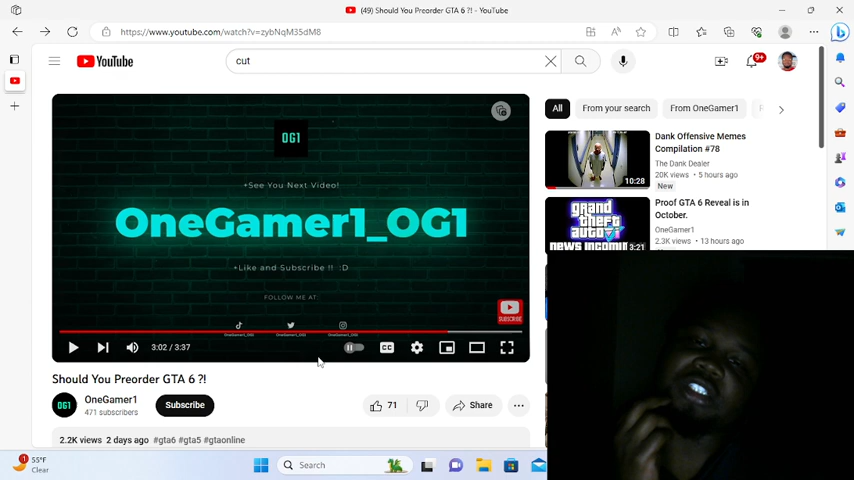 (49) Should You Preorder GTA 6 ?! - YouTube
https://www.youtube.com/watch?v=zybNqM35dM8
YouTube
cut
9+
OG1
+See You Next Video!
OneGamer1_OG1
+Like and Subscribe !! :D
FOLLOW ME AT:
SUBSCRIBE
3:02 / 3:37
CC
Should You Preorder GTA 6 ?!
OG1
OneGamer1
471 subscribers
Subscribe
71
Share
2.2K views 2 days ago #gta6 #gta5 #gtaonline
All
From your search
From OneGamer1
10:28
Dank Offensive Memes
Compilation #78
The Dank Dealer
20K views • 5 hours ago
New
grand
theft
auto
news incoming
3:21
Proof GTA 6 Reveal is in
October.
OneGamer1
2.3K views • 13 hours ago
1
55°F
Clear
Search